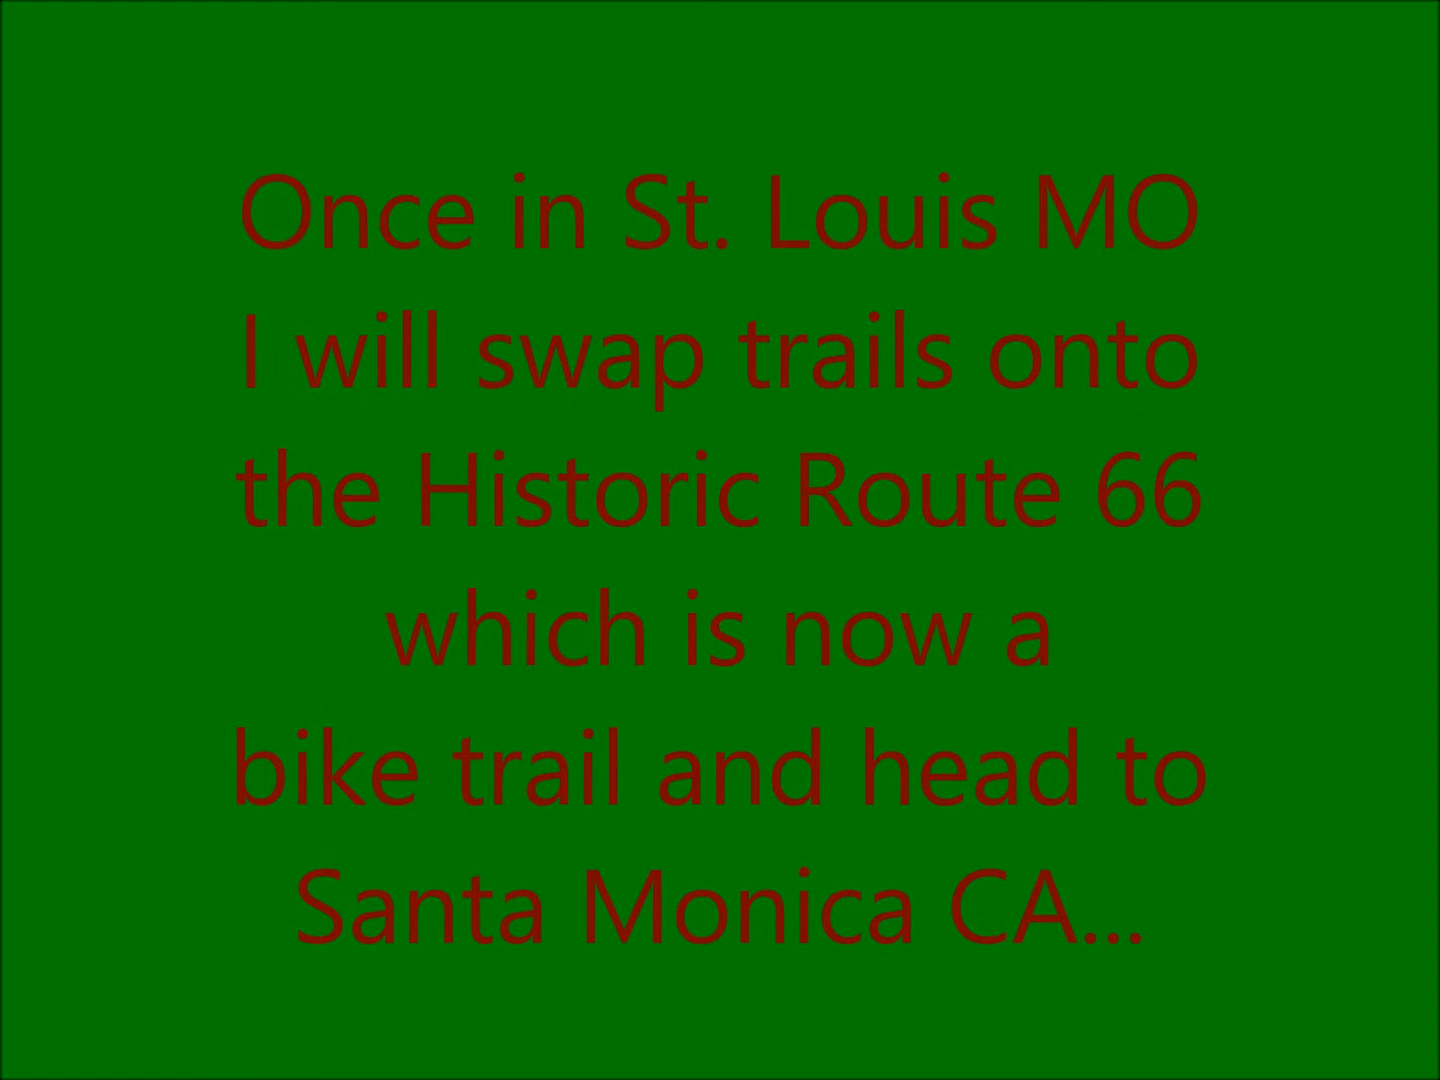 Once in St. Louis MO
I will swap trails onto
the Historic Route 66
which is now a
bike trail and head to
Santa Monica CA...